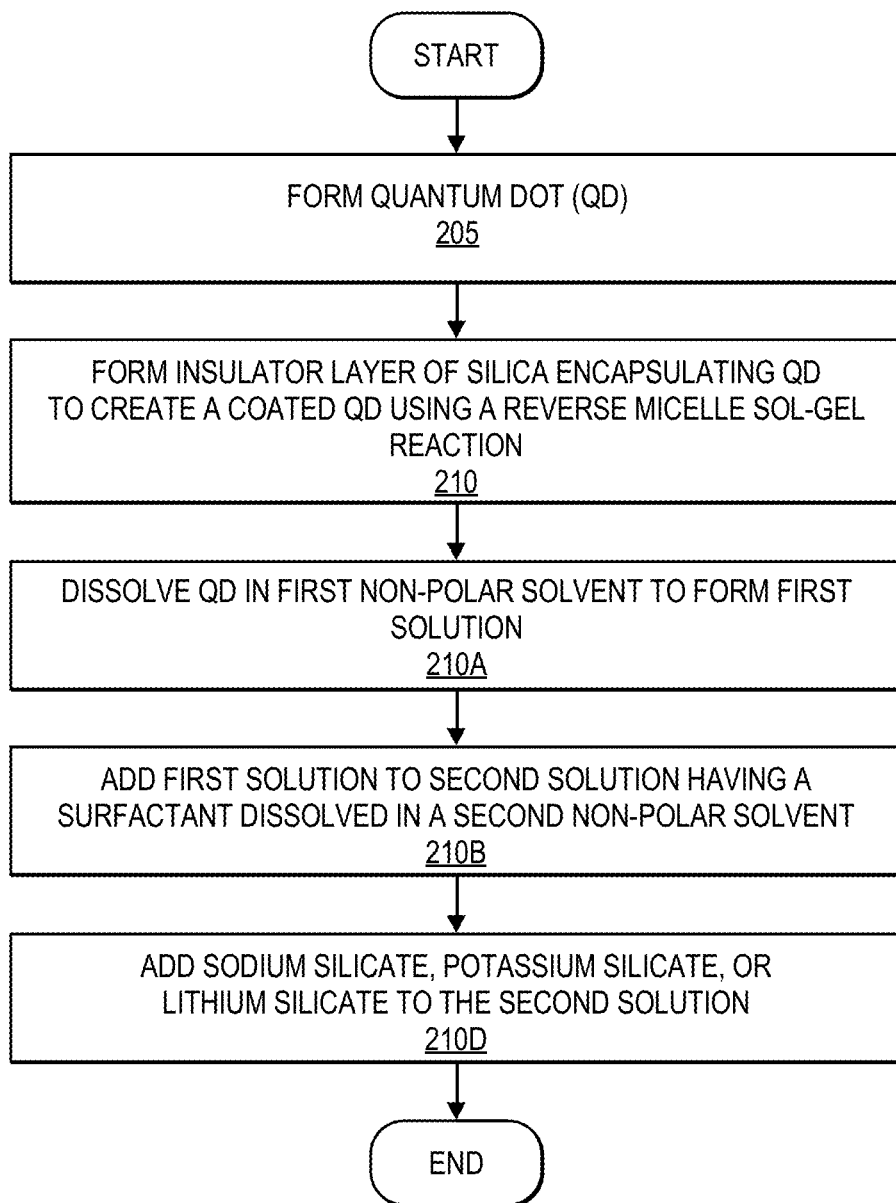 START
FORM QUANTUM DOT (QD)
205
FORM INSULATOR LAYER OF SILICA ENCAPSULATING QD
TO CREATE A COATED QD USING A REVERSE MICELLE SOL-GEL
REACTION
210
DISSOLVE QD IN FIRST NON-POLAR SOLVENT TO FORM FIRST
SOLUTION
210A
ADD FIRST SOLUTION TO SECOND SOLUTION HAVING A
SURFACTANT DISSOLVED IN A SECOND NON-POLAR SOLVENT
210B
ADD SODIUM SILICATE, POTASSIUM SILICATE, OR
LITHIUM SILICATE TO THE SECOND SOLUTION
210D
END